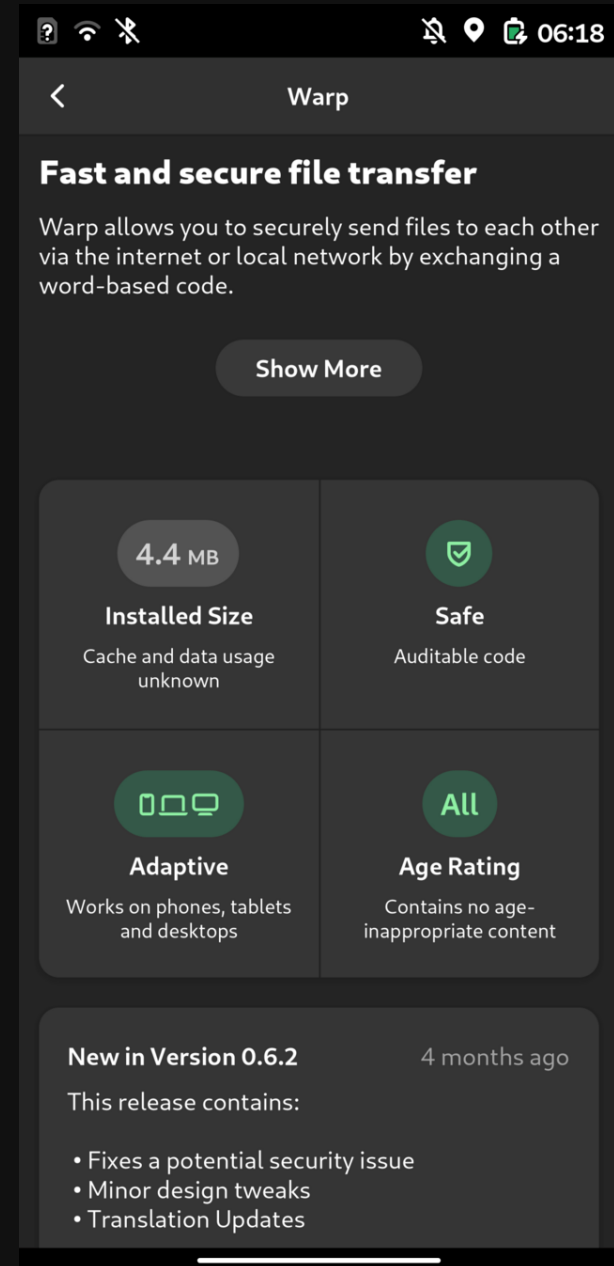 06:18
Warp
Fast and secure file transfer
Warp allows you to securely send files to each other
via the internet or local network by exchanging a
word-based code.
Show More
4.4 MB
Installed Size
Cache and data usage
unknown
Safe
Auditable code
Adaptive
Works on phones, tablets
and desktops
All
Age Rating
Contains no age-
inappropriate content
New in Version 0.6.2
4 months ago
This release contains:
• Fixes a potential security issue
• Minor design tweaks
• Translation Updates